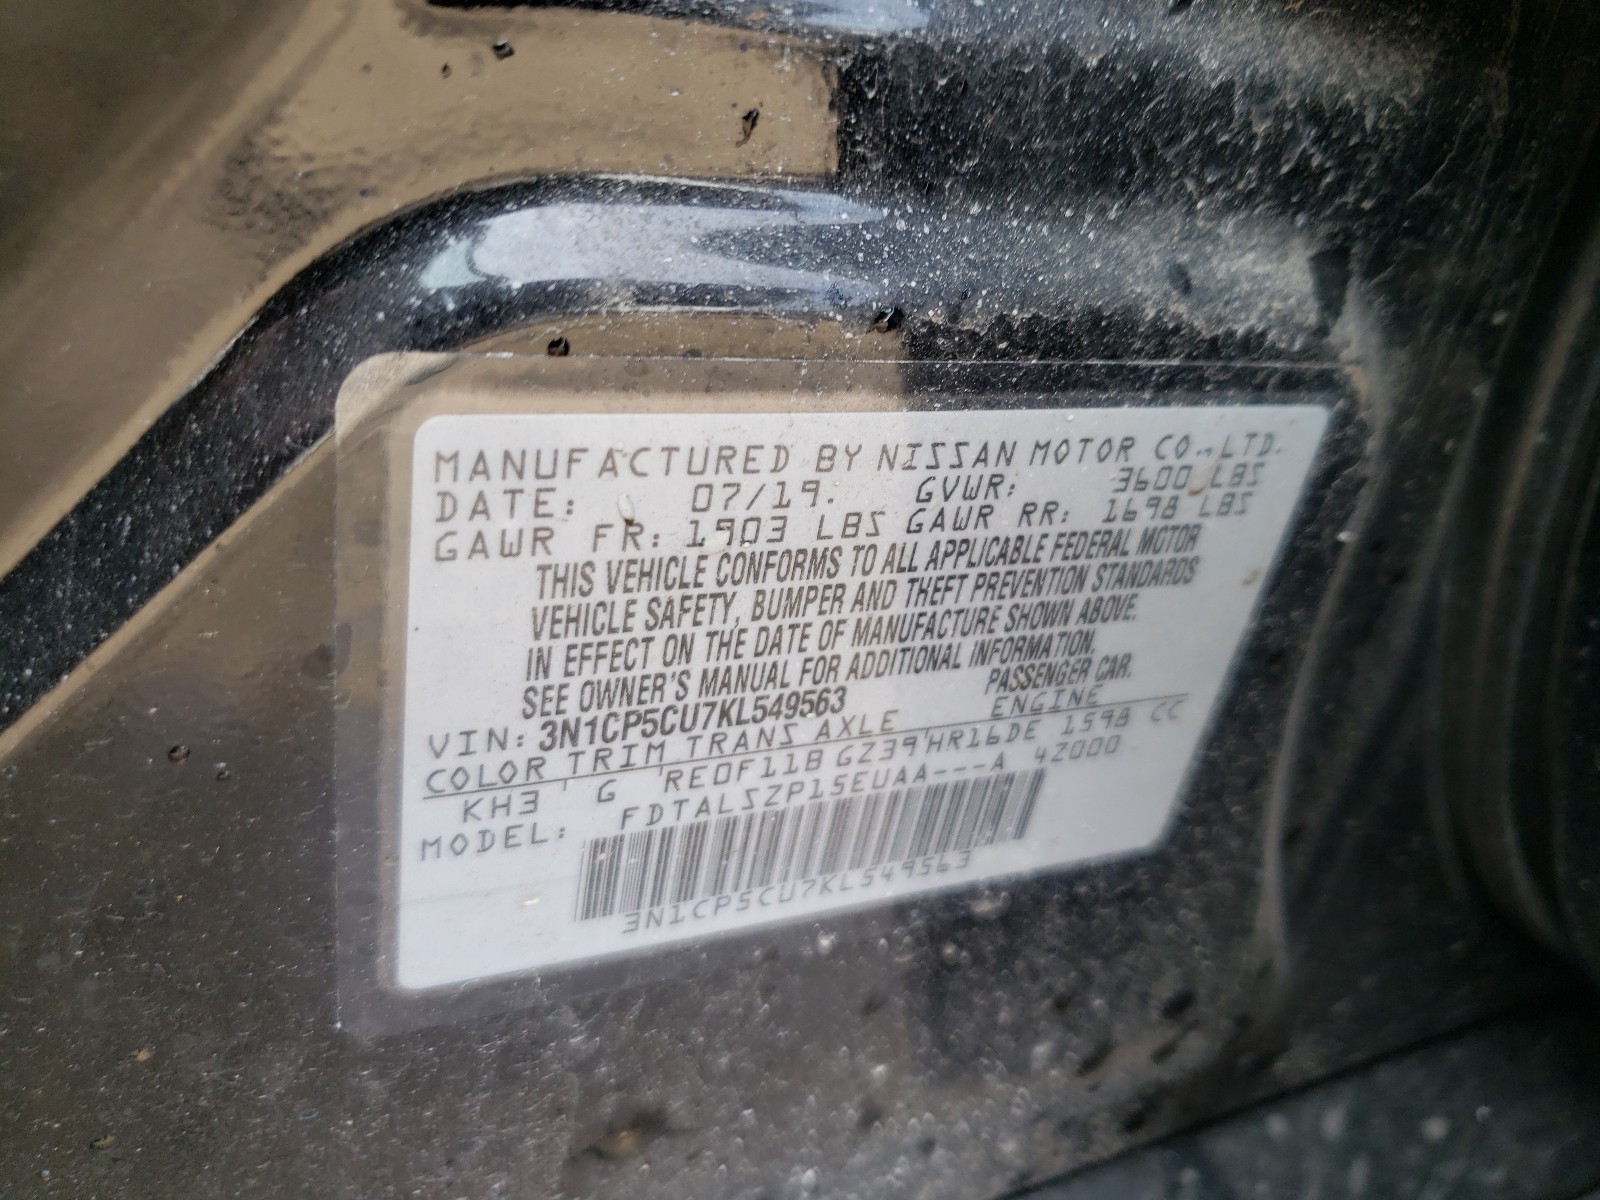 MANUFACTURED BY NISSAN MOTOR CO.,LTD.
DATE: 07/19. GVWR: 3600 LBS
GAWR FR: 1903 LBS GAWR RR: 1698 LBS
THIS VEHICLE CONFORMS TO ALL APPLICABLE FEDERAL MOTOR
VEHICLE SAFETY, BUMPER AND THEFT PREVENTION STANDARDS
IN EFFECT ON THE DATE OF MANUFACTURE SHOWN ABOVE.
SEE OWNER'S MANUAL FOR ADDITIONAL INFORMATION.
VIN: 3N1CP5CU7KL549563 PASSENGER CAR.
COLOR TRIM TRANS AXLE ENGINE
KH3 G RE0F11B GZ39 HR16DE 1598 CC
MODEL: FDTALSZP15EUAA---A 42000
3N1CP5CU7KL549563